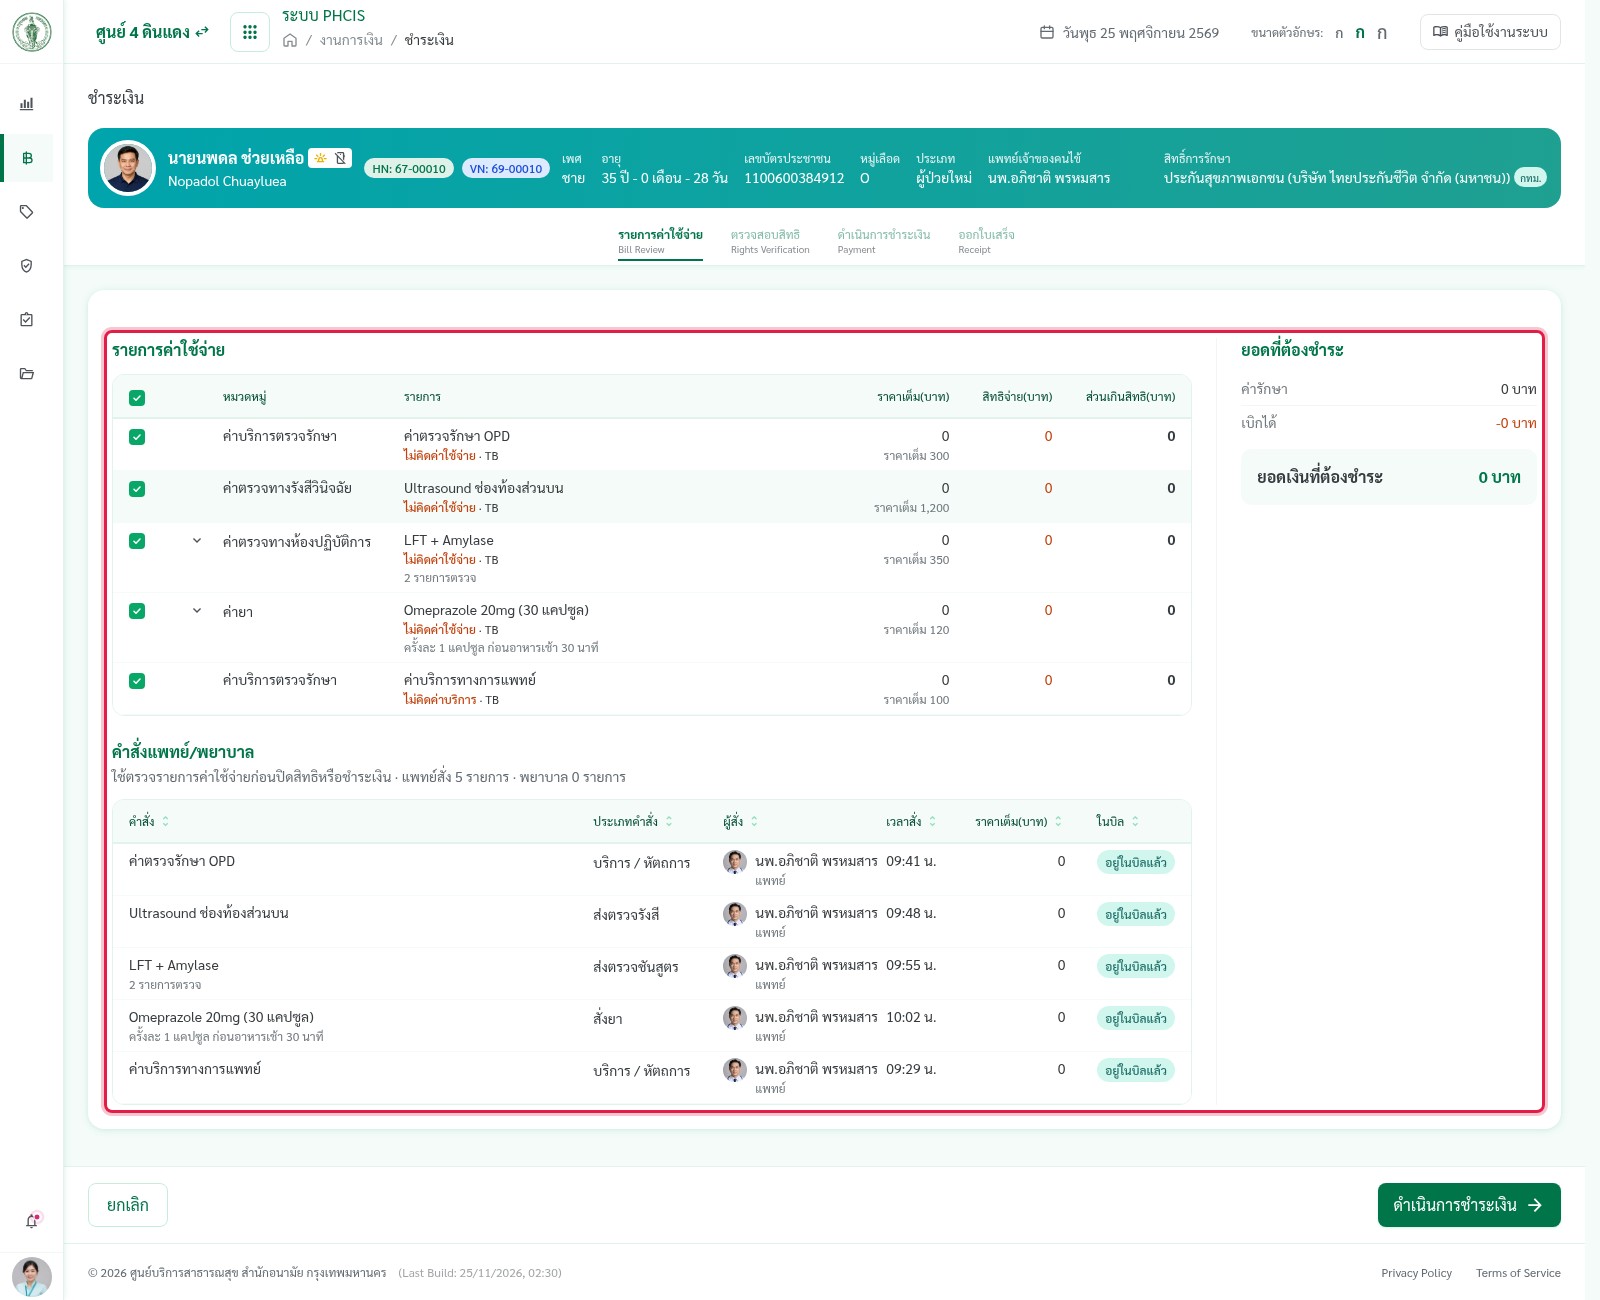 ศูนย์ 4 ดินแดง
ระบบ PHCIS
งานการเงิน / ชำระเงิน
วันพุธ 25 พฤศจิกายน 2569
ขนาดตัวอักษร: ก ก ก
คู่มือใช้งานระบบ
ชำระเงิน
นายนพดล ช่วยเหลือ
Nopadol Chuayluea
HN: 67-00010
VN: 69-00010
เพศ
ชาย
อายุ
35 ปี - 0 เดือน - 28 วัน
เลขบัตรประชาชน
1100600384912
หมู่เลือด
O
ประเภท
ผู้ป่วยใหม่
แพทย์เจ้าของคนไข้
นพ.อภิชาติ พรหมสาร
สิทธิ์การรักษา
ประกันสุขภาพเอกชน (บริษัท ไทยประกันชีวิต จำกัด (มหาชน)) กทม.
รายการค่าใช้จ่าย
Bill Review
ตรวจสอบสิทธิ
Rights Verification
ดำเนินการชำระเงิน
Payment
ออกใบเสร็จ
Receipt
รายการค่าใช้จ่าย
หมวดหมู่ รายการ ราคาเต็ม(บาท) สิทธิจ่าย(บาท) ส่วนเกินสิทธิ(บาท)
ค่าบริการตรวจรักษา ค่าตรวจรักษา OPD 0 0 0
ไม่คิดค่าใช้จ่าย · TB ราคาเต็ม 300
ค่าตรวจทางรังสีวินิจฉัย Ultrasound ช่องท้องส่วนบน 0 0 0
ไม่คิดค่าใช้จ่าย · TB ราคาเต็ม 1,200
ค่าตรวจทางห้องปฏิบัติการ LFT + Amylase 0 0 0
ไม่คิดค่าใช้จ่าย · TB ราคาเต็ม 350
2 รายการตรวจ
ค่ายา Omeprazole 20mg (30 แคปซูล) 0 0 0
ไม่คิดค่าใช้จ่าย · TB ราคาเต็ม 120
ครั้งละ 1 แคปซูล ก่อนอาหารเช้า 30 นาที
ค่าบริการตรวจรักษา ค่าบริการทางการแพทย์ 0 0 0
ไม่คิดค่าบริการ · TB ราคาเต็ม 100
ยอดที่ต้องชำระ
ค่ารักษา 0 บาท
เบิกได้ -0 บาท
ยอดเงินที่ต้องชำระ 0 บาท
คำสั่งแพทย์/พยาบาล
ใช้ตรวจรายการค่าใช้จ่ายก่อนปิดสิทธิหรือชำระเงิน · แพทย์สั่ง 5 รายการ · พยาบาล 0 รายการ
คำสั่ง ประเภทคำสั่ง ผู้สั่ง เวลาสั่ง ราคาเต็ม(บาท) ในบิล
ค่าตรวจรักษา OPD บริการ / หัตถการ นพ.อภิชาติ พรหมสาร 09:41 น. 0 อยู่ในบิลแล้ว
แพทย์
Ultrasound ช่องท้องส่วนบน ส่งตรวจรังสี นพ.อภิชาติ พรหมสาร 09:48 น. 0 อยู่ในบิลแล้ว
แพทย์
LFT + Amylase ส่งตรวจชันสูตร นพ.อภิชาติ พรหมสาร 09:55 น. 0 อยู่ในบิลแล้ว
2 รายการตรวจ แพทย์
Omeprazole 20mg (30 แคปซูล) สั่งยา นพ.อภิชาติ พรหมสาร 10:02 น. 0 อยู่ในบิลแล้ว
ครั้งละ 1 แคปซูล ก่อนอาหารเช้า 30 นาที แพทย์
ค่าบริการทางการแพทย์ บริการ / หัตถการ นพ.อภิชาติ พรหมสาร 09:29 น. 0 อยู่ในบิลแล้ว
แพทย์
ยกเลิก
ดำเนินการชำระเงิน
© 2026 ศูนย์บริการสาธารณสุข สำนักอนามัย กรุงเทพมหานคร (Last Build: 25/11/2026, 02:30)
Privacy Policy Terms of Service